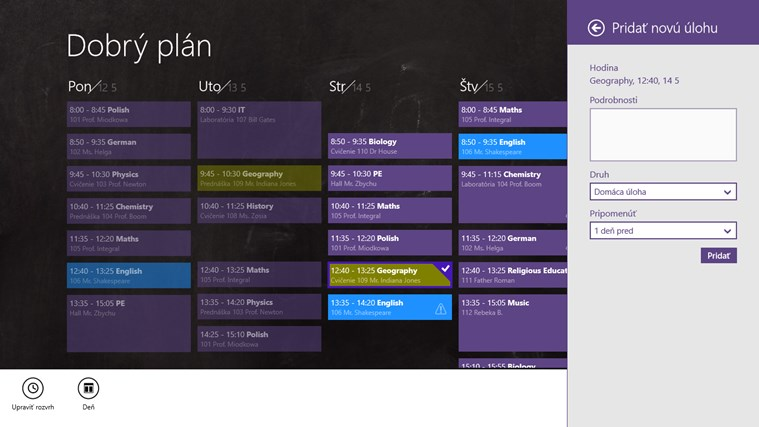 Dobrý plán
Pon/12 5
8:00 - 8:45 Polish
101 Prof. Miodkowa
8:50 - 9:35 German
102 Ms. Helga
9:45 - 10:30 Physics
Cvičenie 103 Prof. Newton
10:40 - 11:25 Chemistry
Prednáška 104 Prof. Boom
11:35 - 12:20 Maths
105 Prof. Integral
12:40 - 13:25 English
106 Mr. Shakespeare
13:35 - 15:05 PE
Hall Mr. Zbychu
Uto/13 5
8:00 - 9:30 IT
Laboratória 107 Bill Gates
9:45 - 10:30 Geography
Prednáška 109 Mr. Indiana Jones
10:40 - 11:25 History
Cvičenie 108 Ms. Zosia
12:40 - 13:25 Maths
105 Prof. Integral
13:35 - 14:20 Physics
Prednáška 103 Prof. Newton
14:25 - 15:10 Polish
101 Prof. Miodkowa
Str/14 5
8:50 - 9:35 Biology
Cvičenie 110 Dr House
9:45 - 10:30 PE
Hall Mr. Zbychu
10:40 - 11:25 Maths
105 Prof. Integral
11:35 - 12:20 Polish
101 Prof. Miodkowa
12:40 - 13:25 Geography
Cvičenie 109 Mr. Indiana Jones
13:35 - 14:20 English
106 Mr. Shakespeare
Štv/15 5
8:00 - 8:45 Maths
105 Prof. Integral
8:50 - 9:35 English
106 Mr. Shakespeare
9:45 - 11:15 Chemistry
Laboratória 104 Prof. Boom
11:35 - 12:20 German
102 Ms. Helga
12:40 - 13:25 Religious Educat
111 Father Roman
13:35 - 15:05 Music
112 Rebeka B.
15:10 - 15:55 Biology
Pridať novú úlohu
Hodina
Geography, 12:40, 14 5
Podrobnosti
Druh
Domáca úloha
Pripomenúť
1 deň pred
Pridať
Upraviť rozvrh
Deň